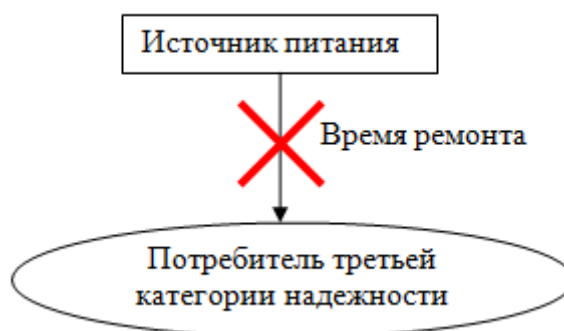 Источник питания
Время ремонта
Потребитель третьей
категории надежности